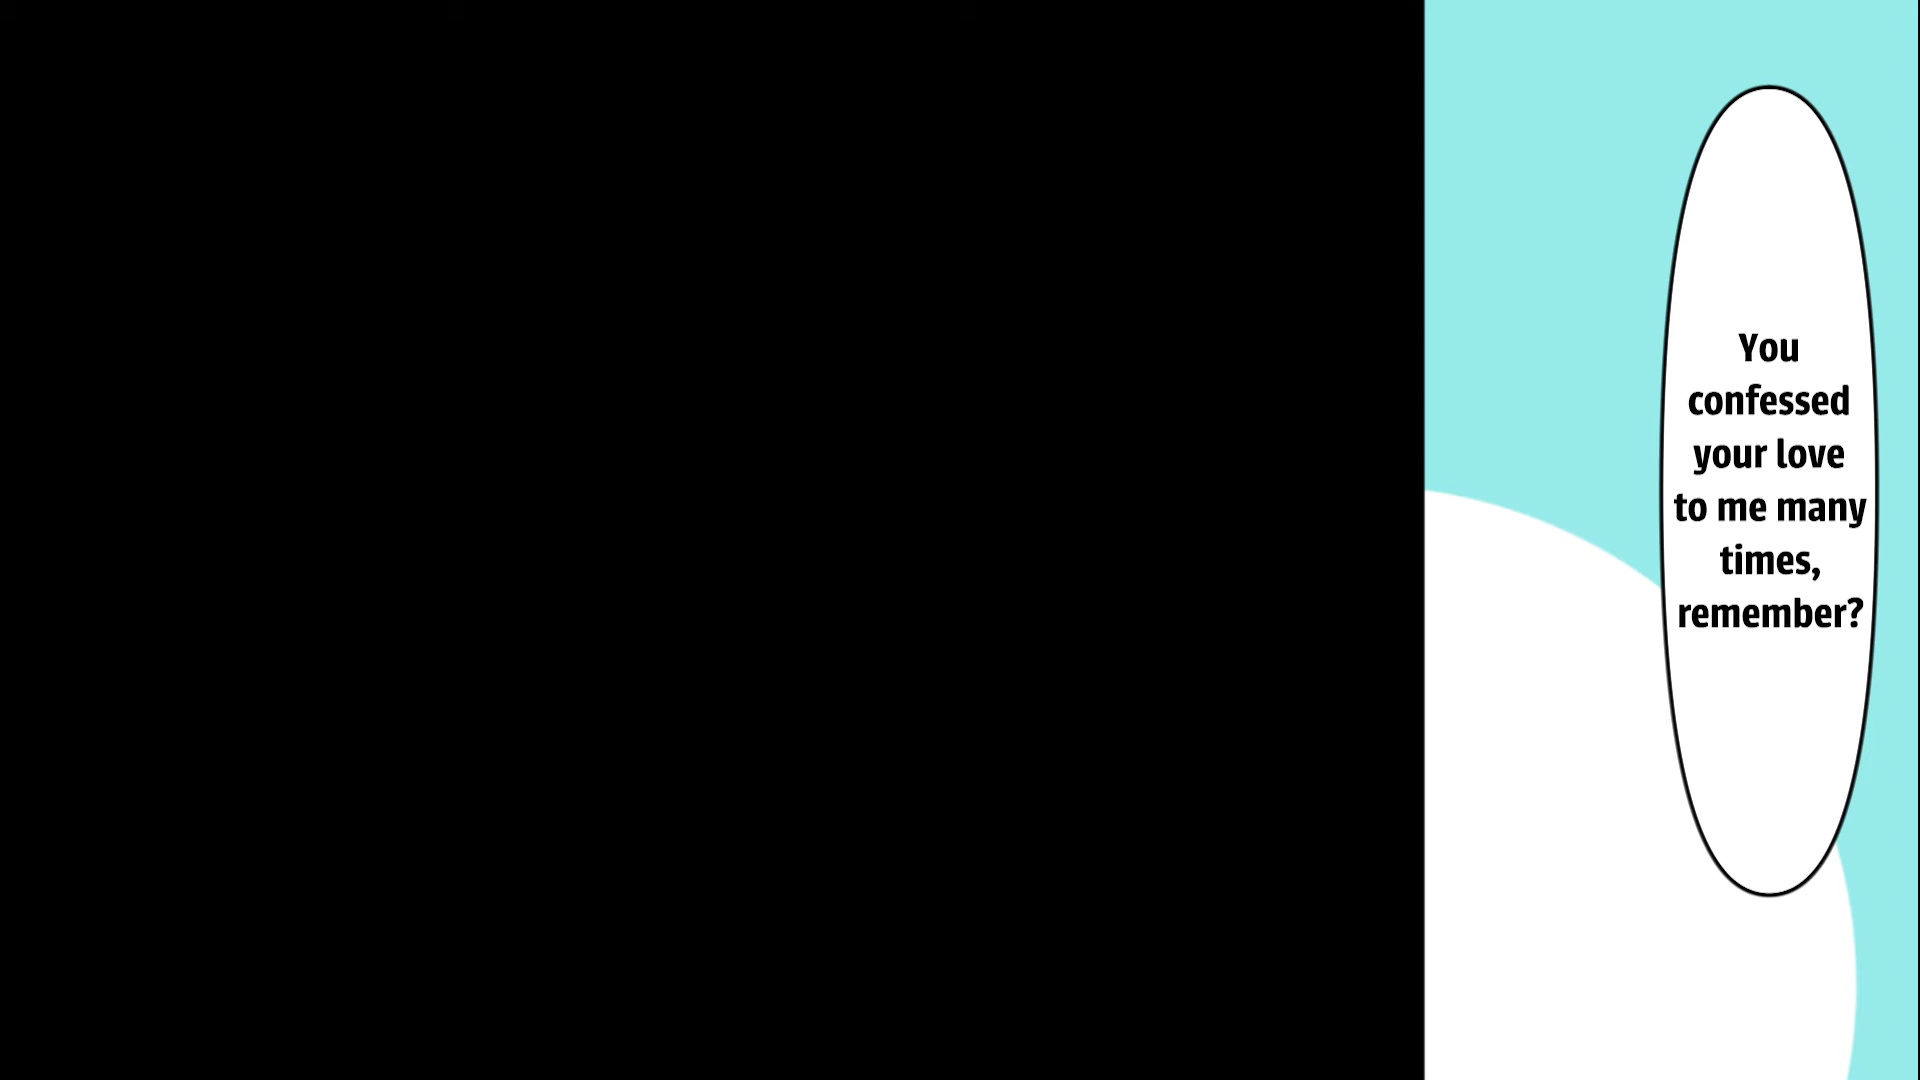 You
confessed
your love
to me many
times,
remember?